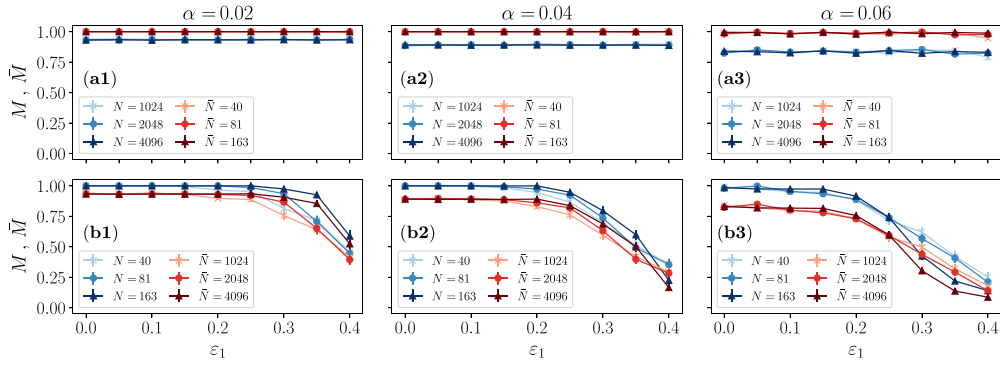 α = 0.02
α = 0.04
α = 0.06
M , M̄
1.00
0.75
0.50
0.25
0.00
(a1)
N = 1024
N = 2048
N = 4096
N̄ = 40
N̄ = 81
N̄ = 163
(a2)
N = 1024
N = 2048
N = 4096
N̄ = 40
N̄ = 81
N̄ = 163
(a3)
N = 1024
N = 2048
N = 4096
N̄ = 40
N̄ = 81
N̄ = 163
M , M̄
1.00
0.75
0.50
0.25
0.00
(b1)
N = 40
N = 81
N = 163
N̄ = 1024
N̄ = 2048
N̄ = 4096
(b2)
N = 40
N = 81
N = 163
N̄ = 1024
N̄ = 2048
N̄ = 4096
(b3)
N = 40
N = 81
N = 163
N̄ = 1024
N̄ = 2048
N̄ = 4096
0.0 0.1 0.2 0.3 0.4
0.0 0.1 0.2 0.3 0.4
0.0 0.1 0.2 0.3 0.4
ε₁
ε₁
ε₁